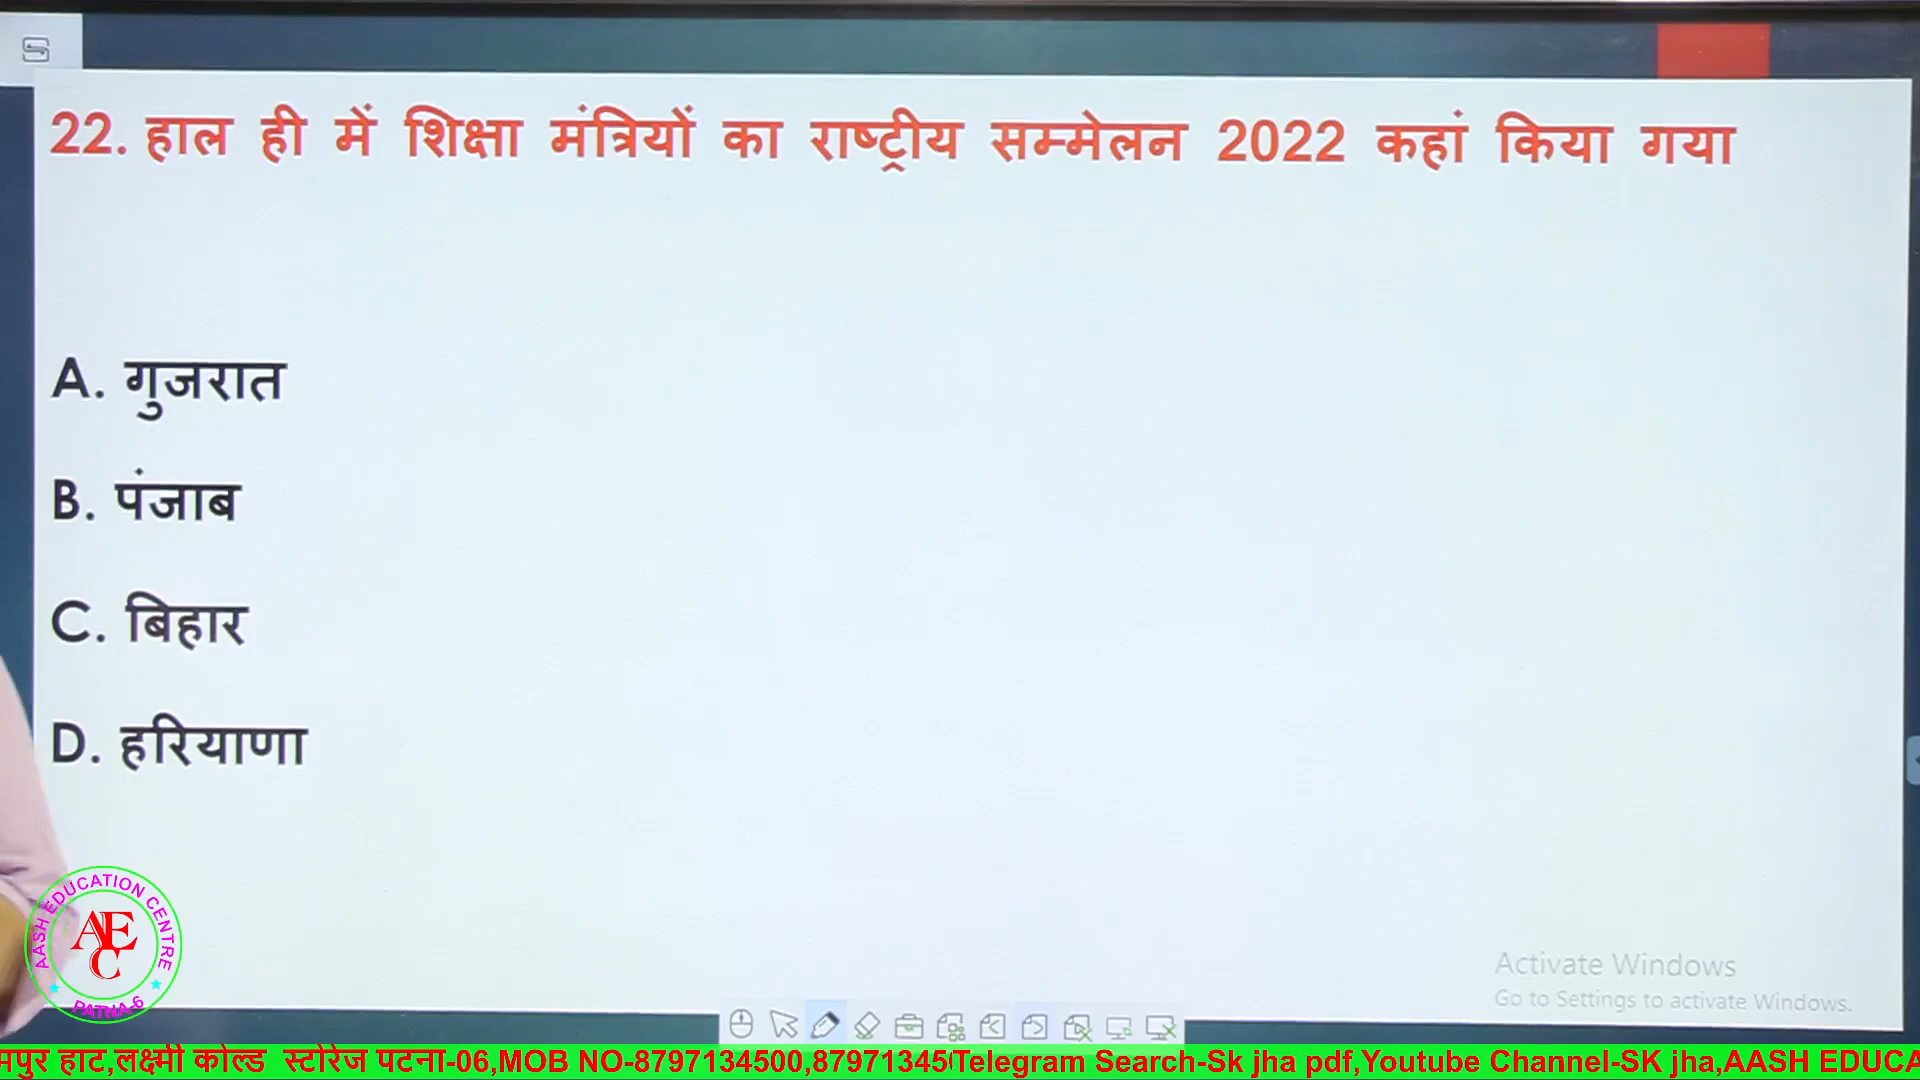 22. हाल ही में शिक्षा मंत्रियों का राष्ट्रीय सम्मेलन 2022 कहां किया गया
A. गुजरात
B. पंजाब
C. बिहार
D. हरियाणा
AASH EDUCATION CENTRE
AEC
PATNA-6
Activate Windows
Go to Settings to activate Windows.
हाट,लक्ष्मी कोल्ड स्टोरेज पटना-06,MOB NO-8797134500,87971345 Telegram Search-Sk jha pdf,Youtube Channel-SK jha,AASH EDUCA